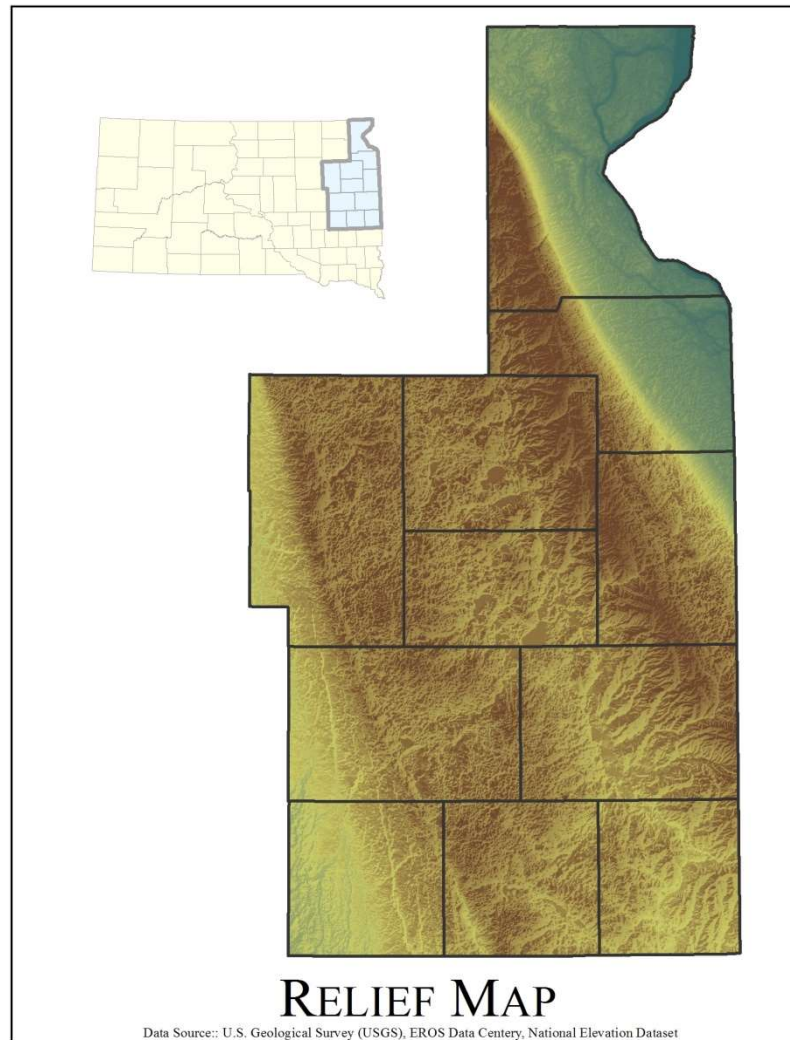 RELIEF MAP
Data Source:: U.S. Geological Survey (USGS), EROS Data Centery, National Elevation Dataset